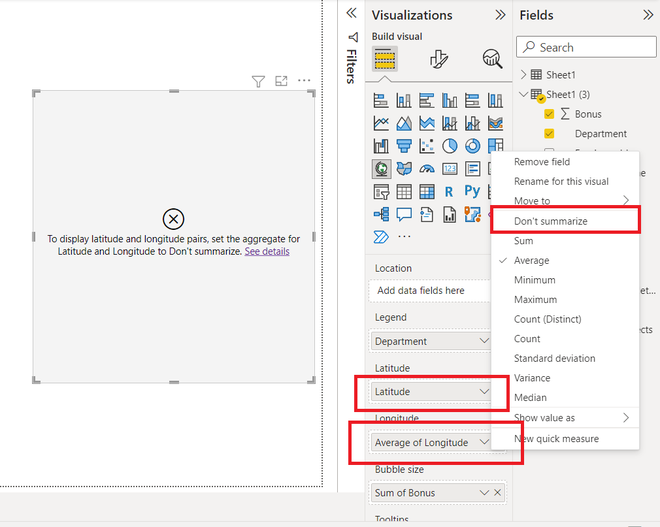 Visualizations
Fields
Build visual
Search
Filters
Sheet1
Sheet1 (3)
Bonus
Department
R
Py
123
To display latitude and longitude pairs, set the aggregate for
Latitude and Longitude to Don't summarize. See details
Remove field
Rename for this visual
Move to
Don't summarize
Sum
Average
Minimum
Maximum
Count (Distinct)
Count
Standard deviation
Variance
Median
Show value as
New quick measure
Location
Add data fields here
Legend
Department
Latitude
Latitude
Longitude
Average of Longitude
Bubble size
Sum of Bonus
Tooltips